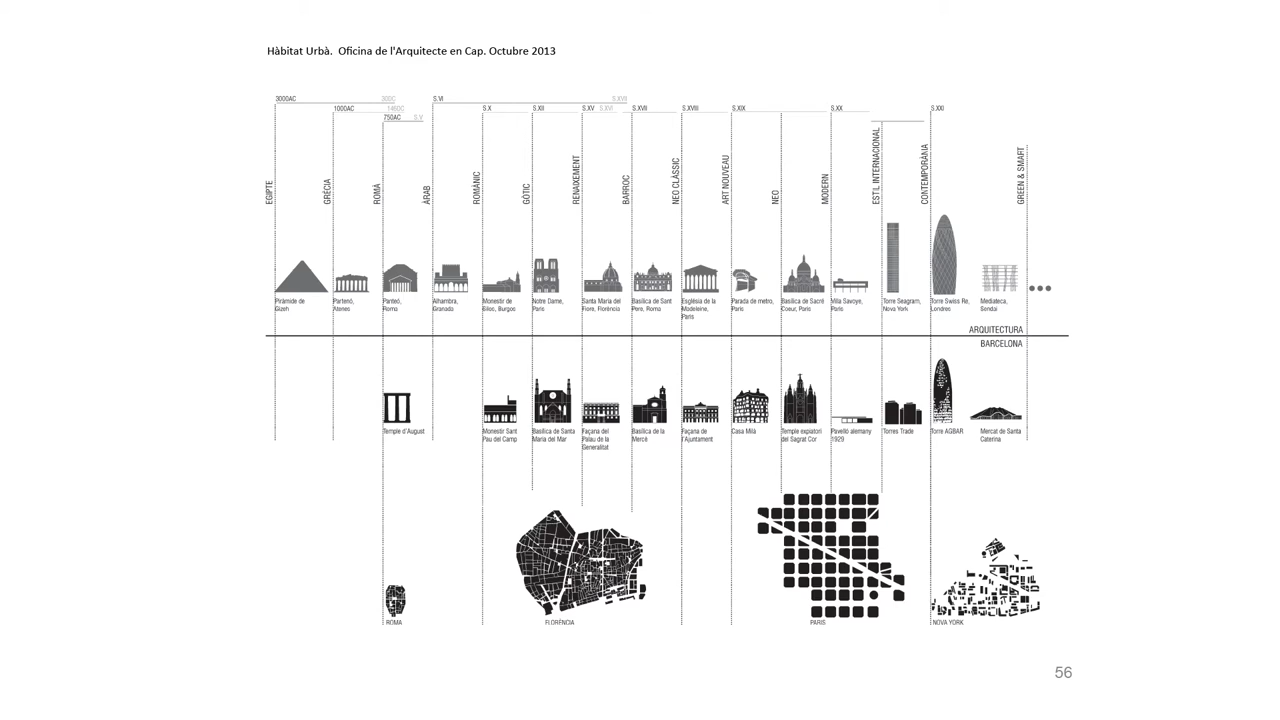 Hàbitat Urbà.  Oficina de l'Arquitecte en Cap. Octubre 2013
3000AC 30DC S.VI S.XVII
1000AC 146DC S.X S.XII S.XV S.XVI S.XVII S.XVIII S.XIX S.XX S.XXI
750AC S.V
EGIPTE
GRÈCIA
ROMÀ
ÀRAB
ROMÀNIC
GÒTIC
RENAIXEMENT
BARROC
NEO CLÀSSIC
ART NOUVEAU
NEO
MODERN
ESTIL INTERNACIONAL
CONTEMPORÀNIA
GREEN & SMART
Piràmide de
Gizeh
Partenó,
Atenes
Panteó,
Roma
Alhambra,
Granada
Monestir de
Silos, Burgos
Notre Dame,
Paris
Santa Maria del
Fiore, Florència
Basílica de Sant
Pere, Roma
Església de la
Madeleine,
Paris
Parada de metro,
Paris
Basílica de Sacré
Coeur, Paris
Villa Savoye,
Paris
Torre Seagram,
Nova York
Torre Swiss Re,
Londres
Mediateca,
Sendai
ARQUITECTURA
BARCELONA
Temple d'August
Monestir Sant
Pau del Camp
Basílica de Santa
Maria del Mar
Façana del
Palau de la
Generalitat
Basílica de la
Mercè
Façana de
l'Ajuntament
Casa Milà
Temple expiatori
del Sagrat Cor
Pavelló alemany
1929
Torres Trade
Torre AGBAR
Mercat de Santa
Caterina
ROMA
FLORÈNCIA
PARIS
NOVA YORK
56